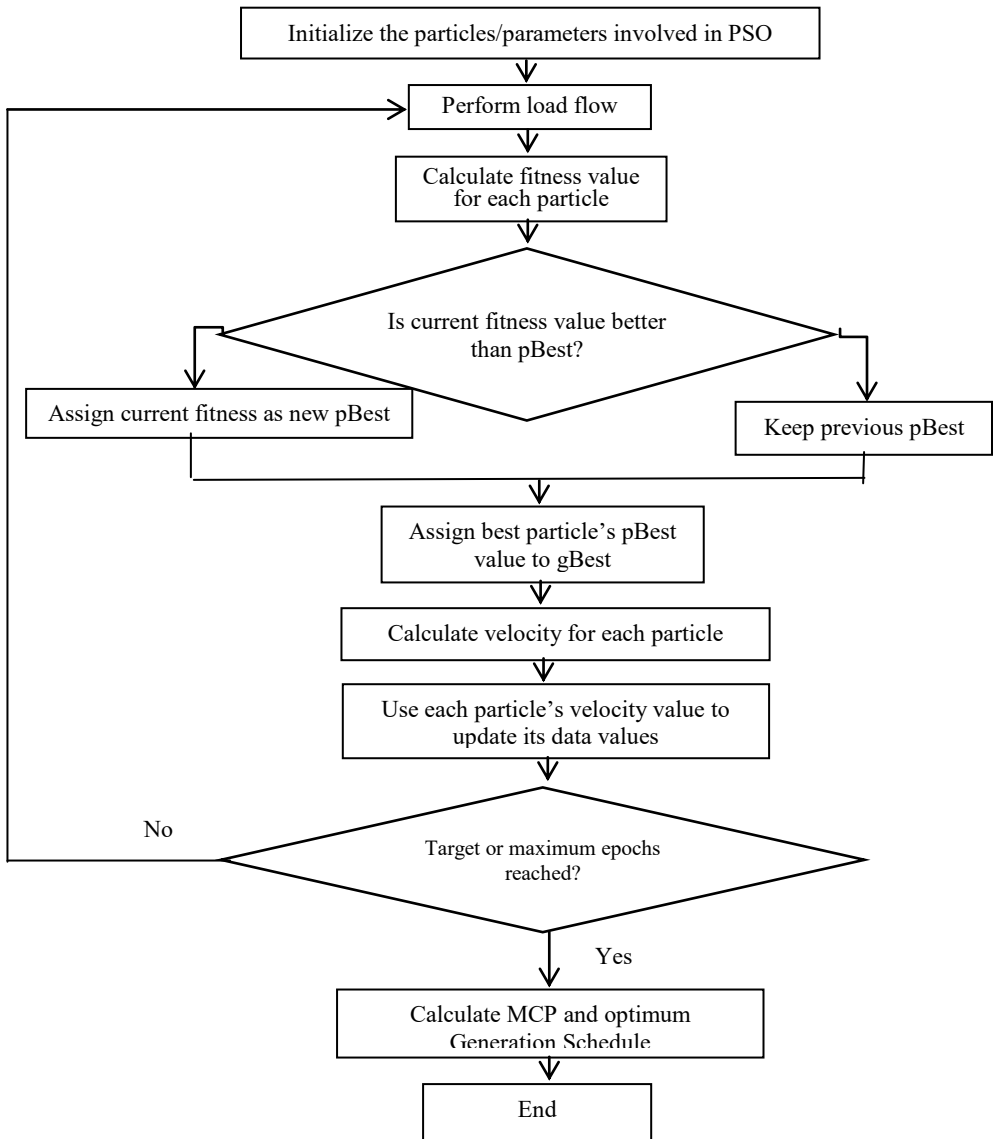 Initialize the particles/parameters involved in PSO
Perform load flow
Calculate fitness value
for each particle
Is current fitness value better
than pBest?
Assign current fitness as new pBest
Keep previous pBest
Assign best particle’s pBest
value to gBest
Calculate velocity for each particle
Use each particle’s velocity value to
update its data values
No
Target or maximum epochs
reached?
Yes
Calculate MCP and optimum
Generation Schedule
End